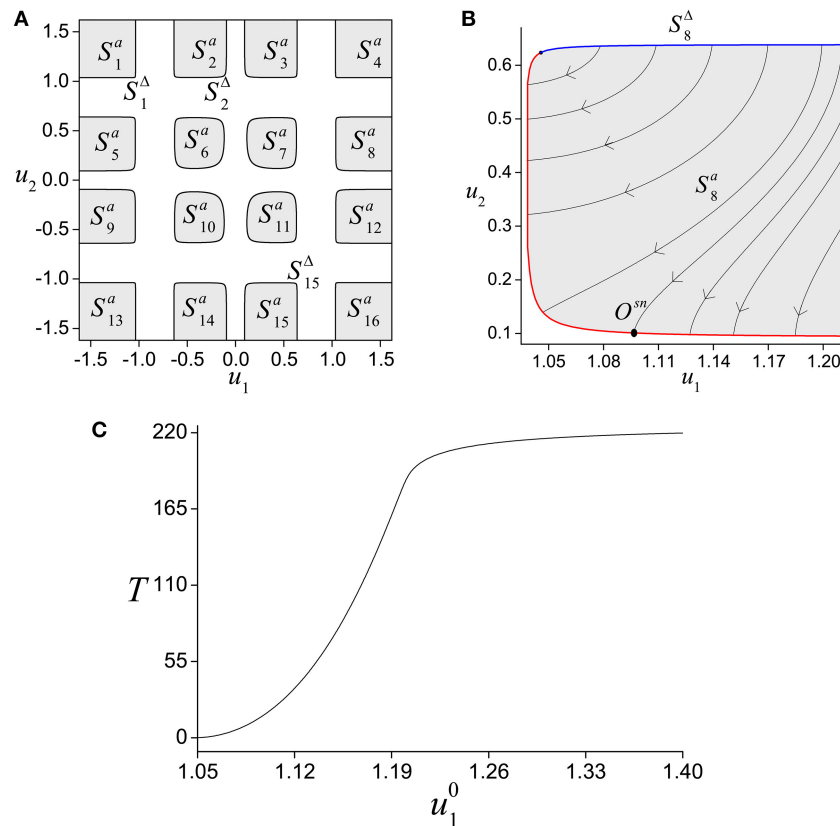 A
1.5
1.0
0.5
u₂ 0.0
-0.5
-1.0
-1.5
S₁ᵃ S₂ᵃ S₃ᵃ S₄ᵃ
S₁^Δ S₂^Δ
S₅ᵃ S₆ᵃ S₇ᵃ S₈ᵃ
S₉ᵃ S₁₀ᵃ S₁₁ᵃ S₁₂ᵃ
S₁₅^Δ
S₁₃ᵃ S₁₄ᵃ S₁₅ᵃ S₁₆ᵃ
-1.5 -1.0 -0.5 0.0 0.5 1.0 1.5
u₁
B
S₈^Δ
0.6
0.5
0.4
u₂
0.3
0.2
0.1
S₈ᵃ
Oˢⁿ
1.05 1.08 1.11 1.14 1.17 1.20
u₁
C
220
165
T 110
55
0
1.05 1.12 1.19 1.26 1.33 1.40
u₁⁰